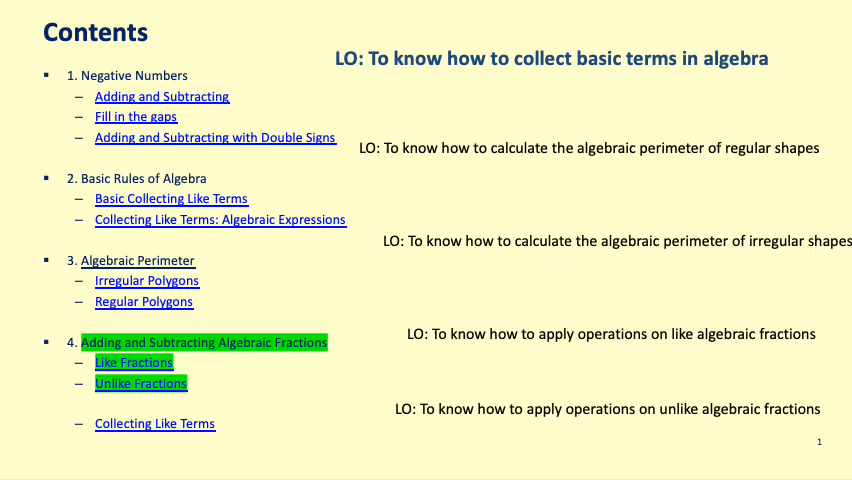 Contents
▪ 1. Negative Numbers
– Adding and Subtracting
– Fill in the gaps
– Adding and Subtracting with Double Signs
▪ 2. Basic Rules of Algebra
– Basic Collecting Like Terms
– Collecting Like Terms: Algebraic Expressions
▪ 3. Algebraic Perimeter
– Irregular Polygons
– Regular Polygons
▪ 4. Adding and Subtracting Algebraic Fractions
– Like Fractions
– Unlike Fractions
– Collecting Like Terms
LO: To know how to collect basic terms in algebra
LO: To know how to calculate the algebraic perimeter of regular shapes
LO: To know how to calculate the algebraic perimeter of irregular shapes
LO: To know how to apply operations on like algebraic fractions
LO: To know how to apply operations on unlike algebraic fractions
1